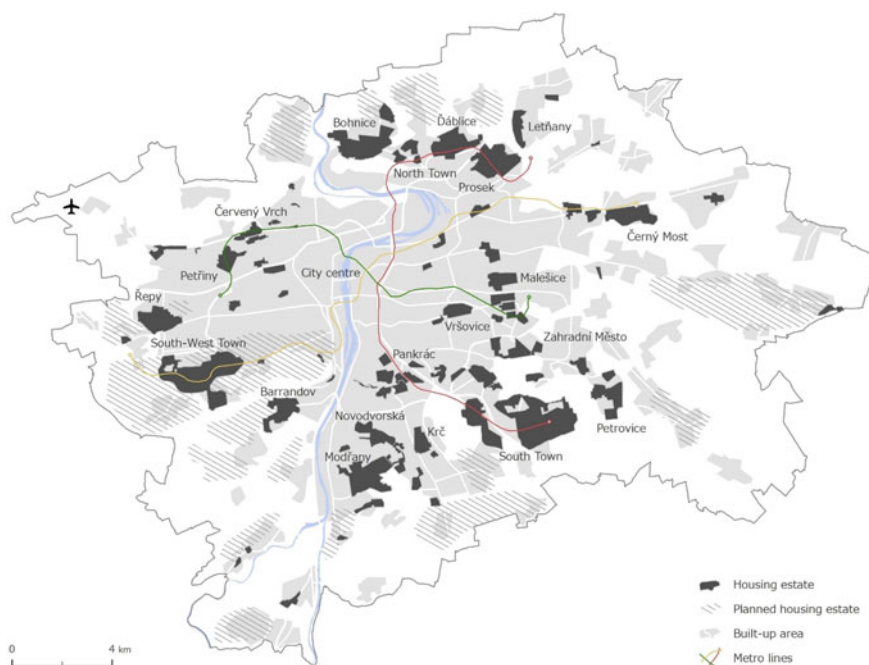 Bohnice
Ďáblice
Letňany
North Town
Prosek
Červený Vrch
Černý Most
Petřiny
City centre
Malešice
Řepy
Vršovice
South-West Town
Zahradní Město
Pankrác
Barrandov
Novodvorská
Krč
Petrovice
South Town
Modřany
Housing estate
Planned housing estate
Built-up area
Metro lines
0 4 km